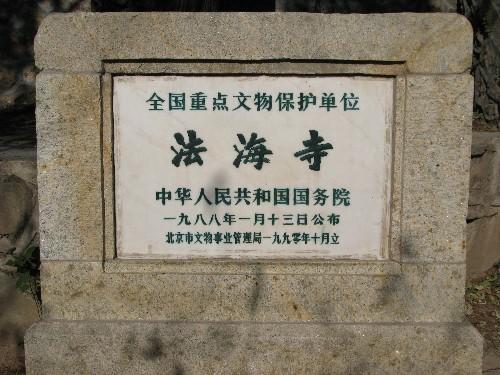 全国重点文物保护单位
法海寺
中华人民共和国国务院
一九八八年一月十三日公布
北京市文物事业管理局一九九零年十月立